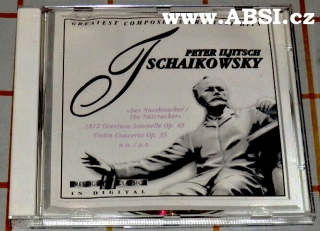 www.ABSI.cz
GREATEST COMPOSERS
PETER ILJITSCH
TSCHAIKOWSKY
«Der Nussknacker /
The Nutcracker»
1812 Overture Solenelle Op. 49
Violin Concerto Op. 35
u.a. / a.o.
IN DIGITAL